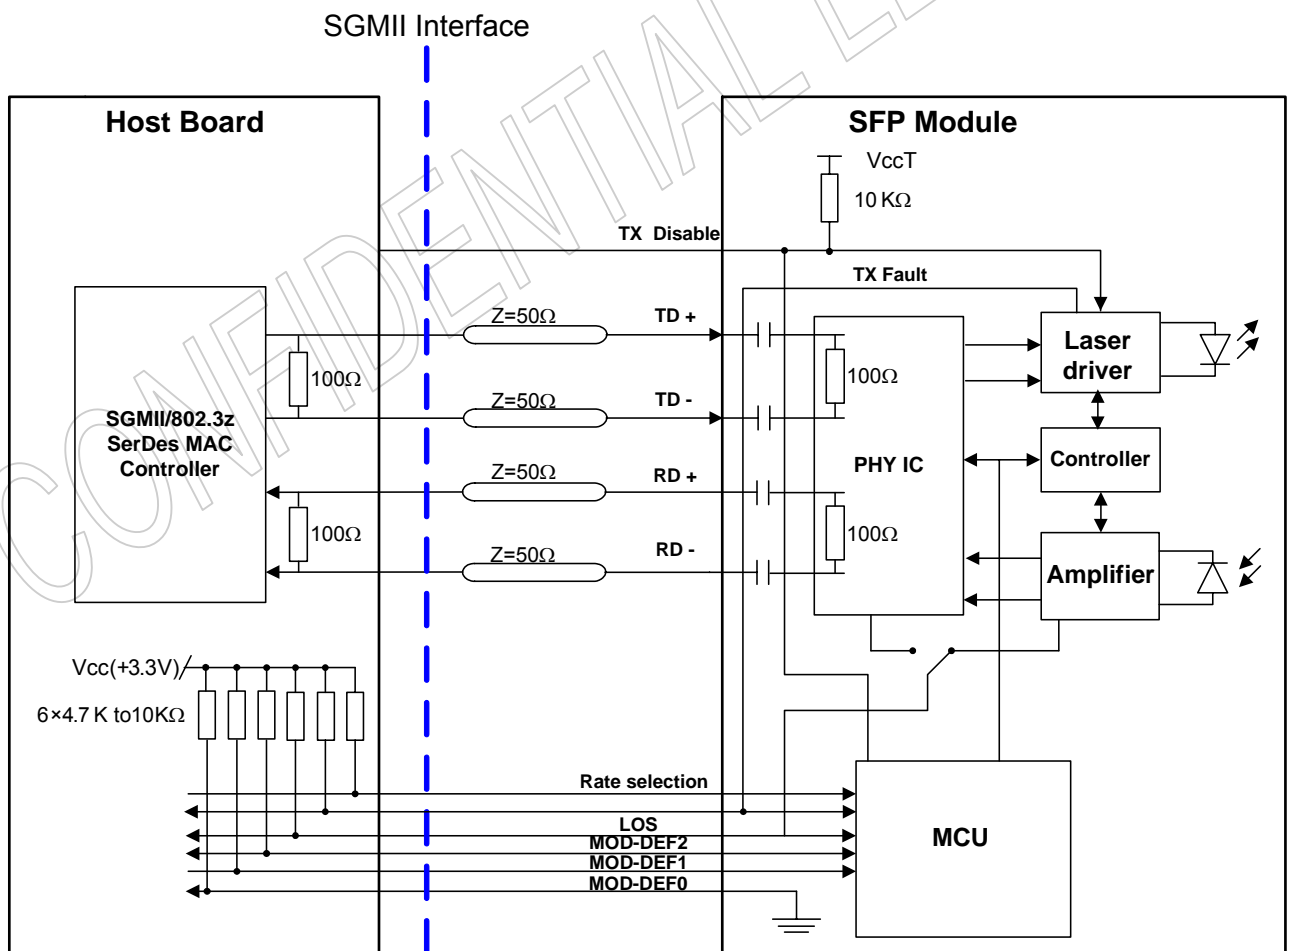 SGMII Interface
CONFIDENTIAL
Host Board
SFP Module
VccT
10 KΩ
TX Disable
TX Fault
Z=50Ω
TD +
Laser
driver
100Ω
100Ω
Z=50Ω
TD -
SGMII/802.3z
SerDes MAC
Controller
PHY IC
Controller
Z=50Ω
RD +
100Ω
100Ω
Z=50Ω
RD -
Amplifier
Vcc(+3.3V)
6×4.7 K to10KΩ
Rate selection
LOS
MOD-DEF2
MOD-DEF1
MOD-DEF0
MCU